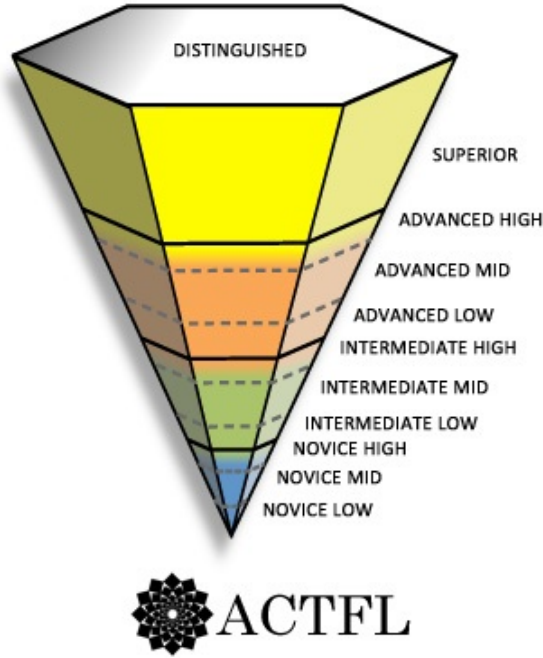 DISTINGUISHED
SUPERIOR
ADVANCED HIGH
ADVANCED MID
ADVANCED LOW
INTERMEDIATE HIGH
INTERMEDIATE MID
INTERMEDIATE LOW
NOVICE HIGH
NOVICE MID
NOVICE LOW
ACTFL